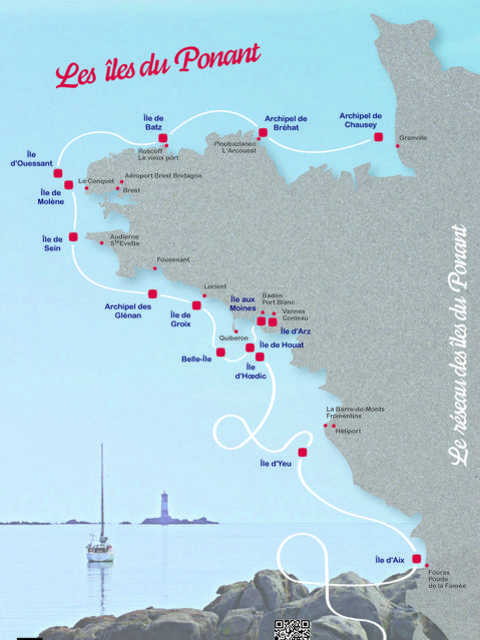 Les îles du Ponant
Île de
Batz
Archipel de
Bréhat
Archipel de
Chausey
Granville
Ploubazlanec
L'Arcouest
Roscoff
Le vieux port
Île
d'Ouessant
Île de
Molène
Le Conquet
Aéroport Brest Bretagne
Brest
Île de
Sein
Audierne
Ste Evette
Fouesnant
Archipel des
Glénan
Lorient
Île de
Groix
Île aux
Moines
Baden
Port Blanc
Vannes
Conleau
Île d'Arz
Quiberon
Île de Houat
Belle-Île
Île
d'Hœdic
La Barre-de-Monts
Fromentine
Héliport
Île d'Yeu
Île d'Aix
Fouras
Pointe
de la Fumée
Le réseau des îles du Ponant